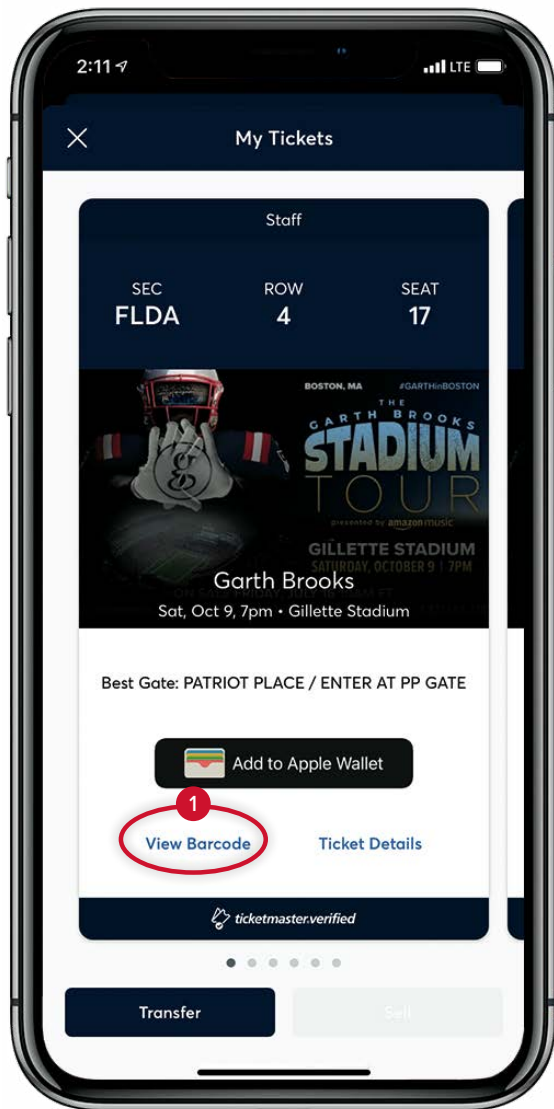 2:11
LTE
My Tickets
Staff
SEC ROW SEAT
FLDA 4 17
BOSTON, MA #GARTHinBOSTON
THE
GARTH BROOKS
STADIUM
TOUR
presented by amazon music
GILLETTE STADIUM
SATURDAY, OCTOBER 9 | 7PM
Garth Brooks
Sat, Oct 9, 7pm • Gillette Stadium
Best Gate: PATRIOT PLACE / ENTER AT PP GATE
Add to Apple Wallet
1
View Barcode Ticket Details
ticketmaster.verified
Transfer Sell